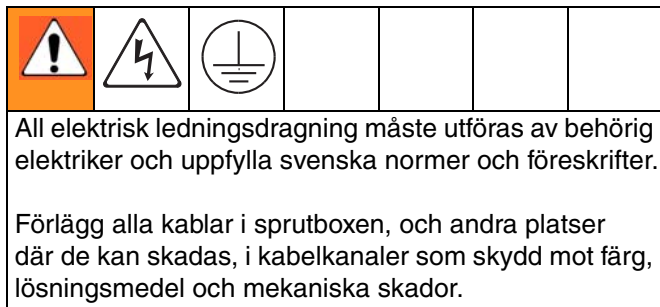 All elektrisk ledningsdragning måste utföras av behörig
elektriker och uppfylla svenska normer och föreskrifter.
Förlägg alla kablar i sprutboxen, och andra platser
där de kan skadas, i kabelkanaler som skydd mot färg,
lösningsmedel och mekaniska skador.